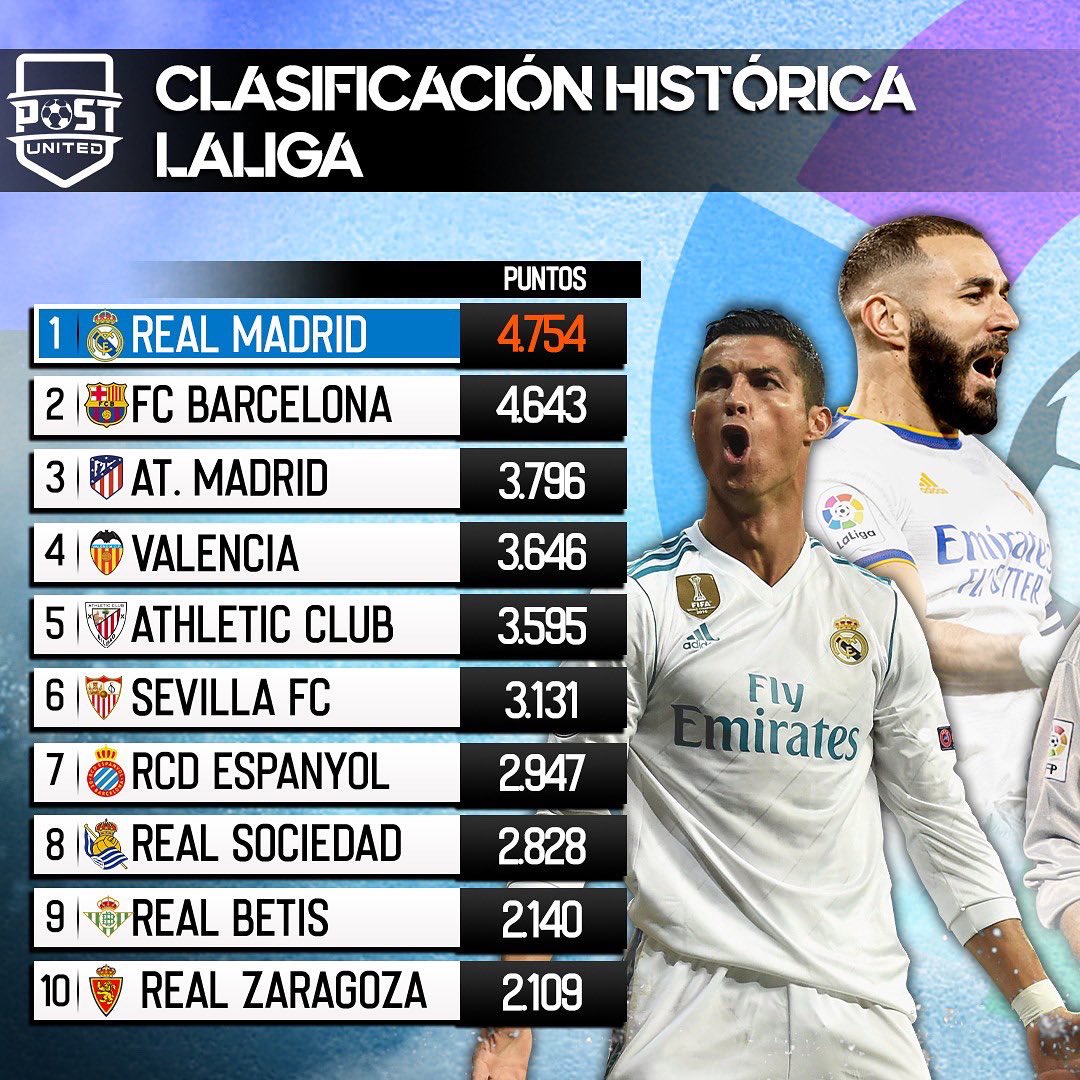 POST
UNITED
CLASIFICACIÓN HISTÓRICA
LALIGA
PUNTOS
1 REAL MADRID 4.754
2 FC BARCELONA 4.643
3 AT. MADRID 3.796
4 VALENCIA 3.646
5 ATHLETIC CLUB 3.595
6 SEVILLA FC 3.131
7 RCD ESPANYOL 2.947
8 REAL SOCIEDAD 2.828
9 REAL BETIS 2.140
10 REAL ZARAGOZA 2.109
LaLiga
Emirates
FIFA
adidas
Fly
Emirates